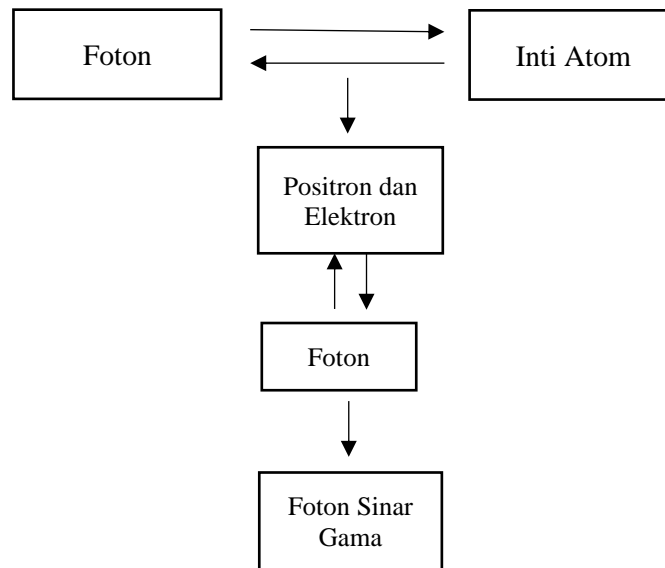 Foton
Inti Atom
Positron dan
Elektron
Foton
Foton Sinar
Gama